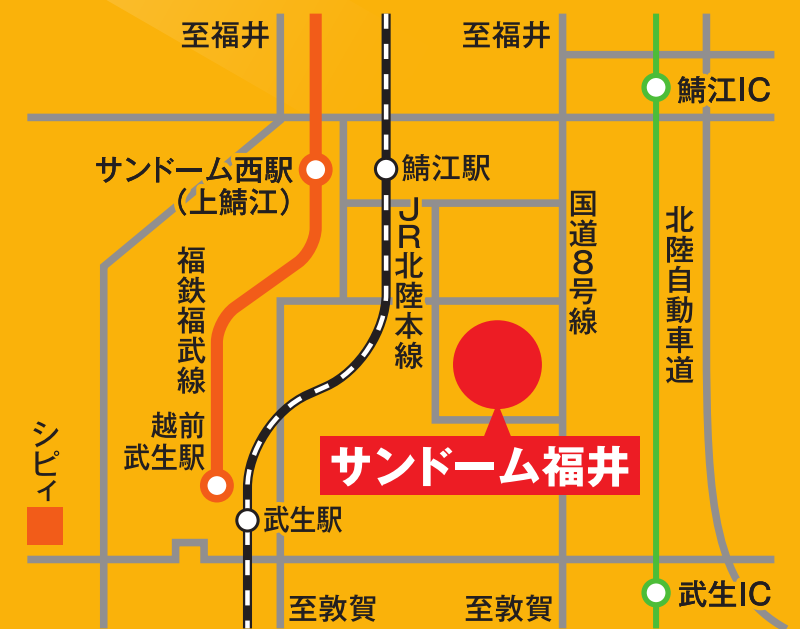 至福井
至福井
鯖江IC
サンドーム西駅
（上鯖江）
鯖江駅
JR北陸本線
国道8号線
北陸自動車道
福鉄福武線
越前
武生駅
シピィ
サンドーム福井
武生駅
至敦賀
至敦賀
武生IC